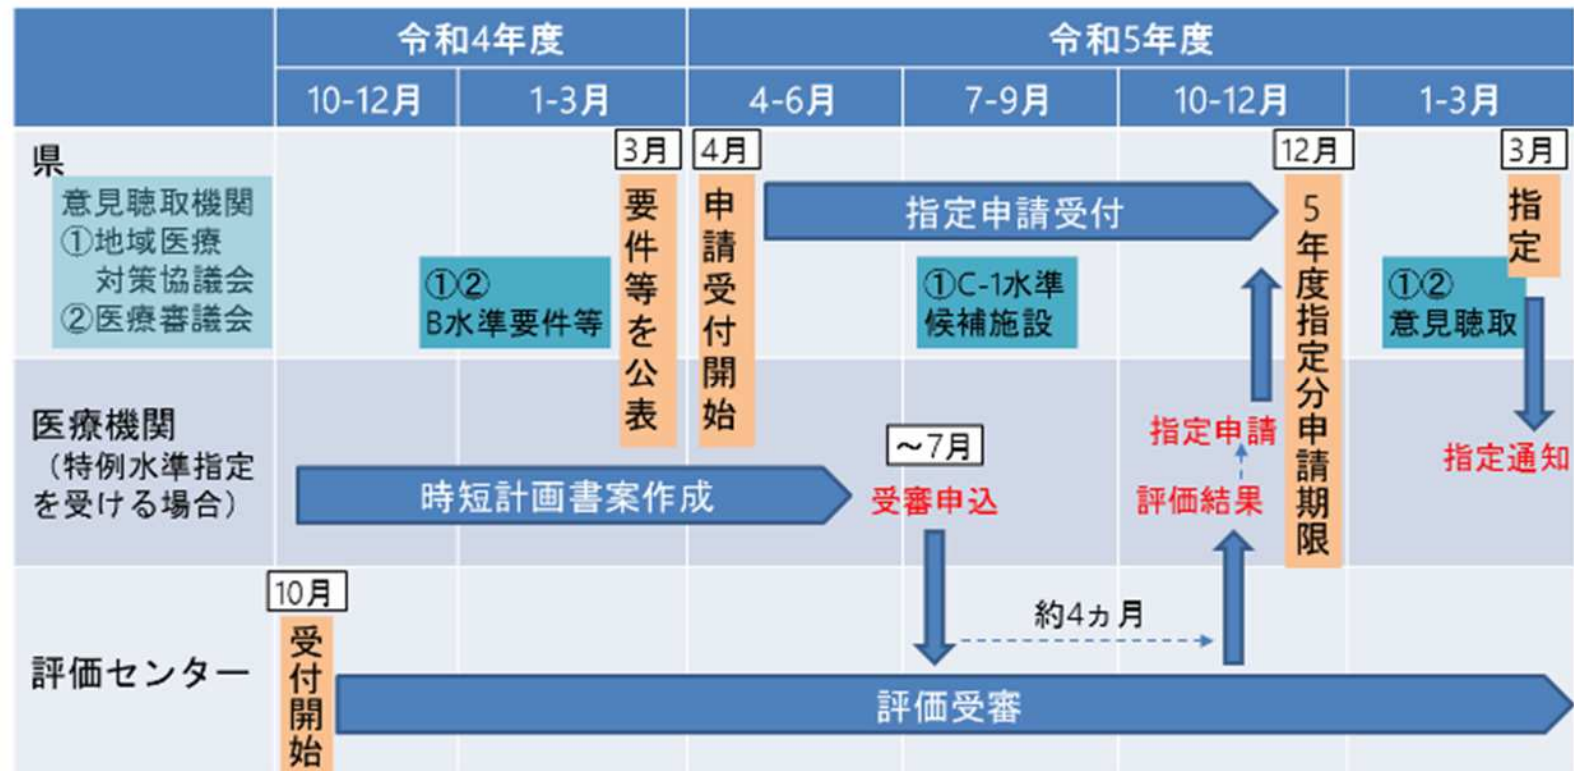 令和4年度
令和5年度
10-12月
1-3月
4-6月
7-9月
10-12月
1-3月
県
意見聴取機関
①地域医療
対策協議会
②医療審議会
①②
B水準要件等
3月
要件等を公表
4月
申請受付開始
指定申請受付
①C-1水準
候補施設
12月
5年度指定分申請期限
①②
意見聴取
3月
指定
医療機関
（特例水準指定
を受ける場合）
時短計画書案作成
～7月
受審申込
指定申請
評価結果
指定通知
評価センター
10月
受付開始
約4ヵ月
評価受審